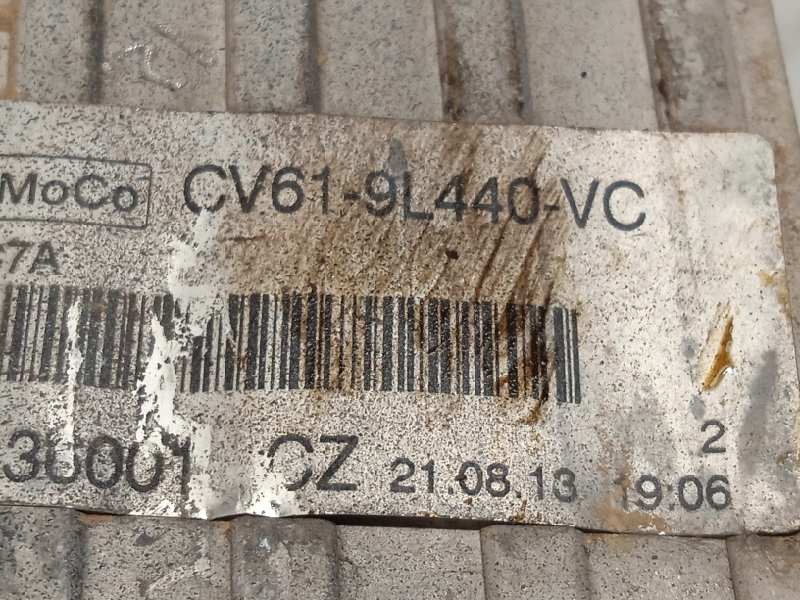 MoCo CV61-9L440-VC
7A
2
36001 CZ 21.08.13 19:06